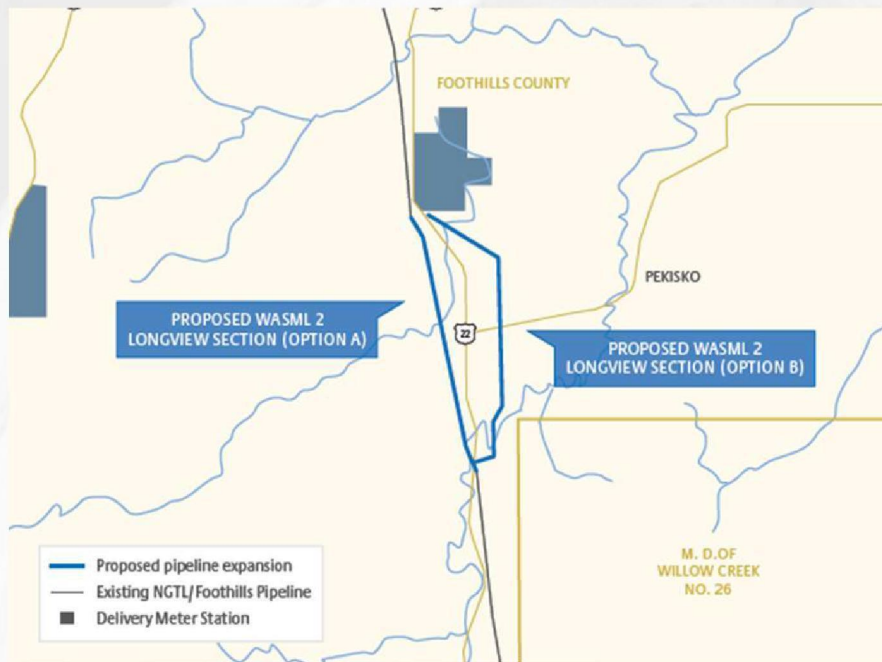 FOOTHILLS COUNTY
PEKISKO
PROPOSED WASML 2
LONGVIEW SECTION (OPTION A)
22
PROPOSED WASML 2
LONGVIEW SECTION (OPTION B)
M. D.OF
WILLOW CREEK
NO. 26
Proposed pipeline expansion
Existing NGTL/Foothills Pipeline
Delivery Meter Station